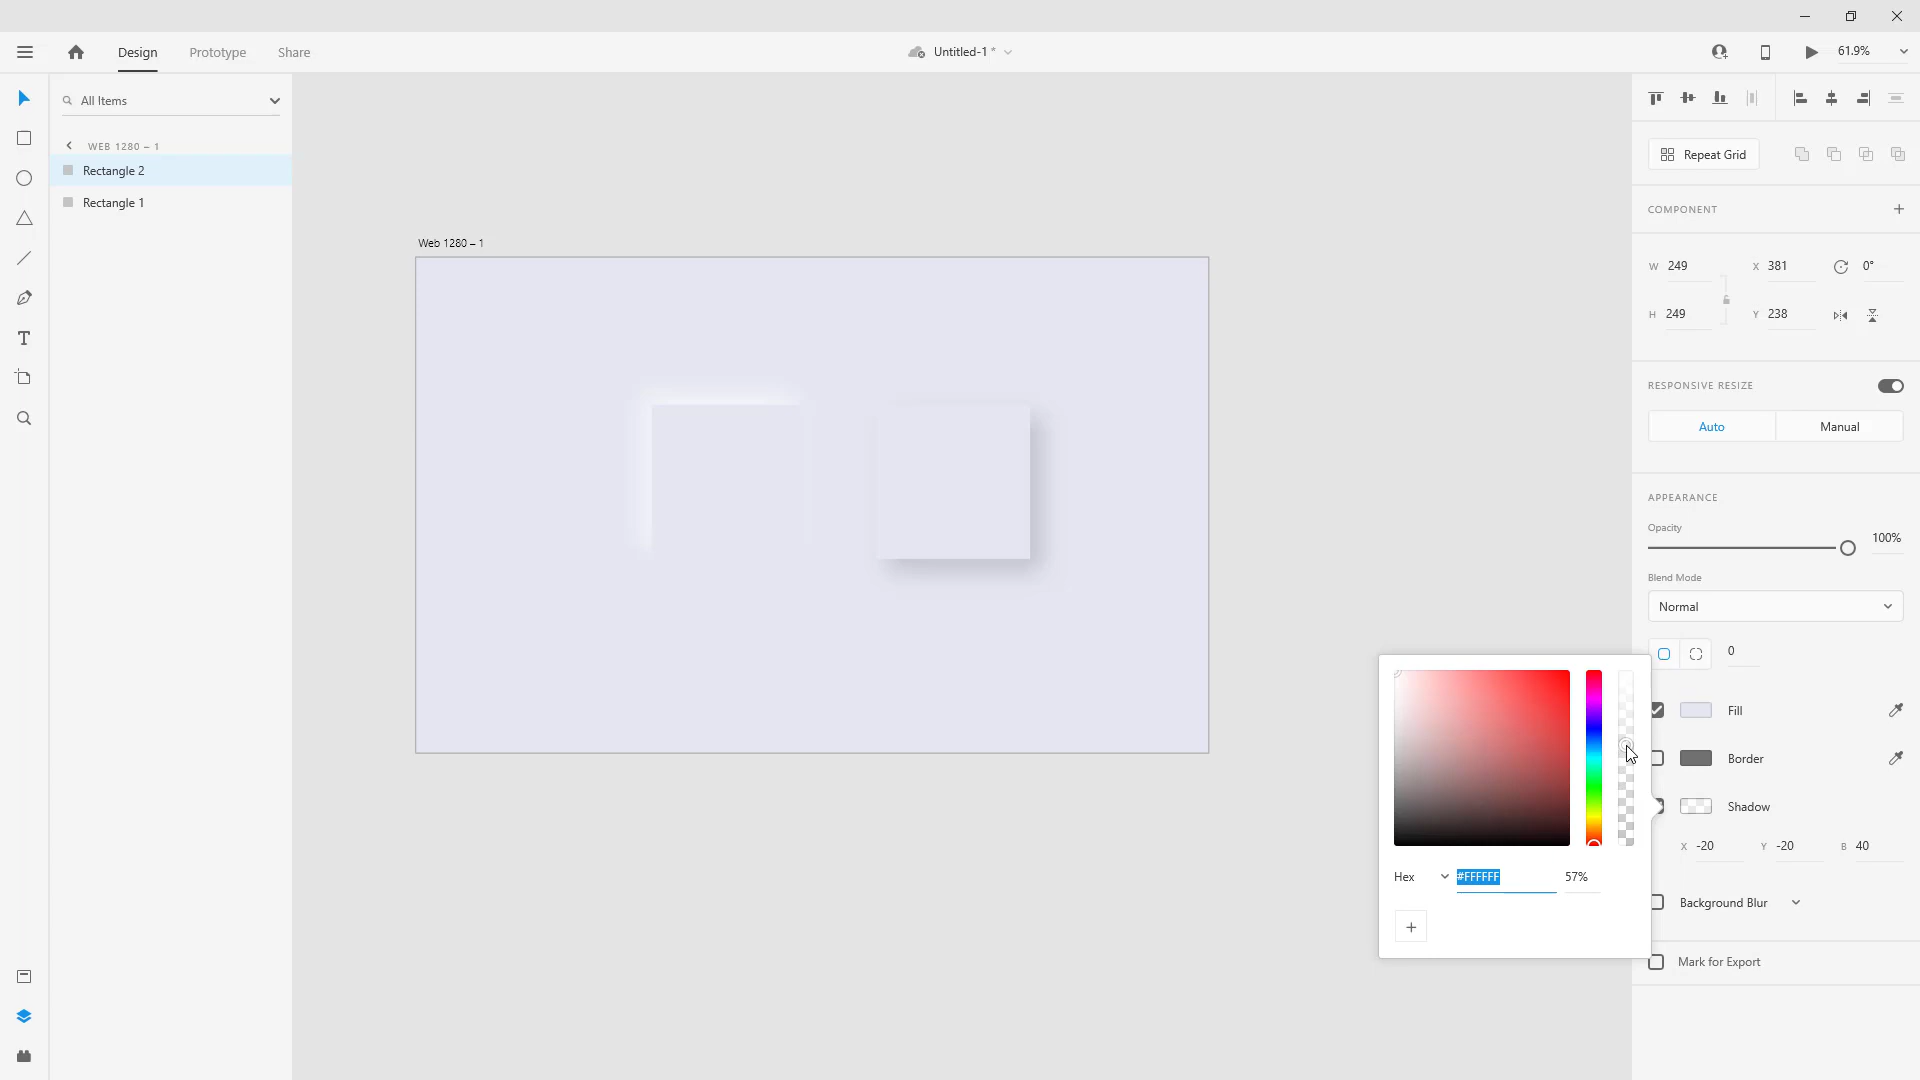 Design
Prototype
Share
Untitled-1 *
61.9%
All Items
WEB 1280 – 1
Rectangle 2
Rectangle 1
Web 1280 – 1
Repeat Grid
COMPONENT
W 249
X 381
0°
H 249
Y 238
RESPONSIVE RESIZE
Auto
Manual
APPEARANCE
Opacity
100%
Blend Mode
Normal
0
Fill
Border
Shadow
X -20
Y -20
B 40
Hex
#FFFFFF
57%
+
Background Blur
Mark for Export